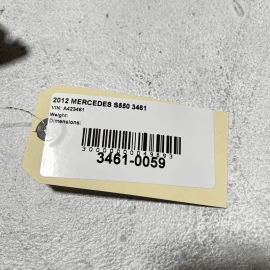 2012 MERCEDES S550 3461
VIN: A423461
Weight:
Dimensions:
3461-0059